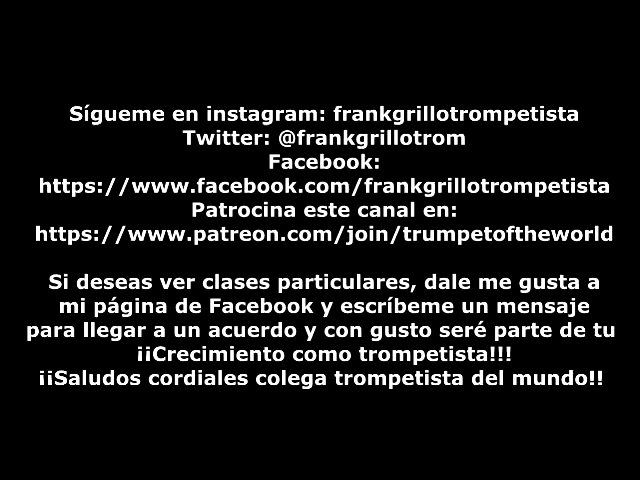 Sígueme en instagram: frankgrillotrompetista
Twitter: @frankgrillotrom
Facebook:
https://www.facebook.com/frankgrillotrompetista
Patrocina este canal en:
https://www.patreon.com/join/trumpetoftheworld
Si deseas ver clases particulares, dale me gusta a
mi página de Facebook y escríbeme un mensaje
para llegar a un acuerdo y con gusto seré parte de tu
¡¡Crecimiento como trompetista!!!
¡¡Saludos cordiales colega trompetista del mundo!!